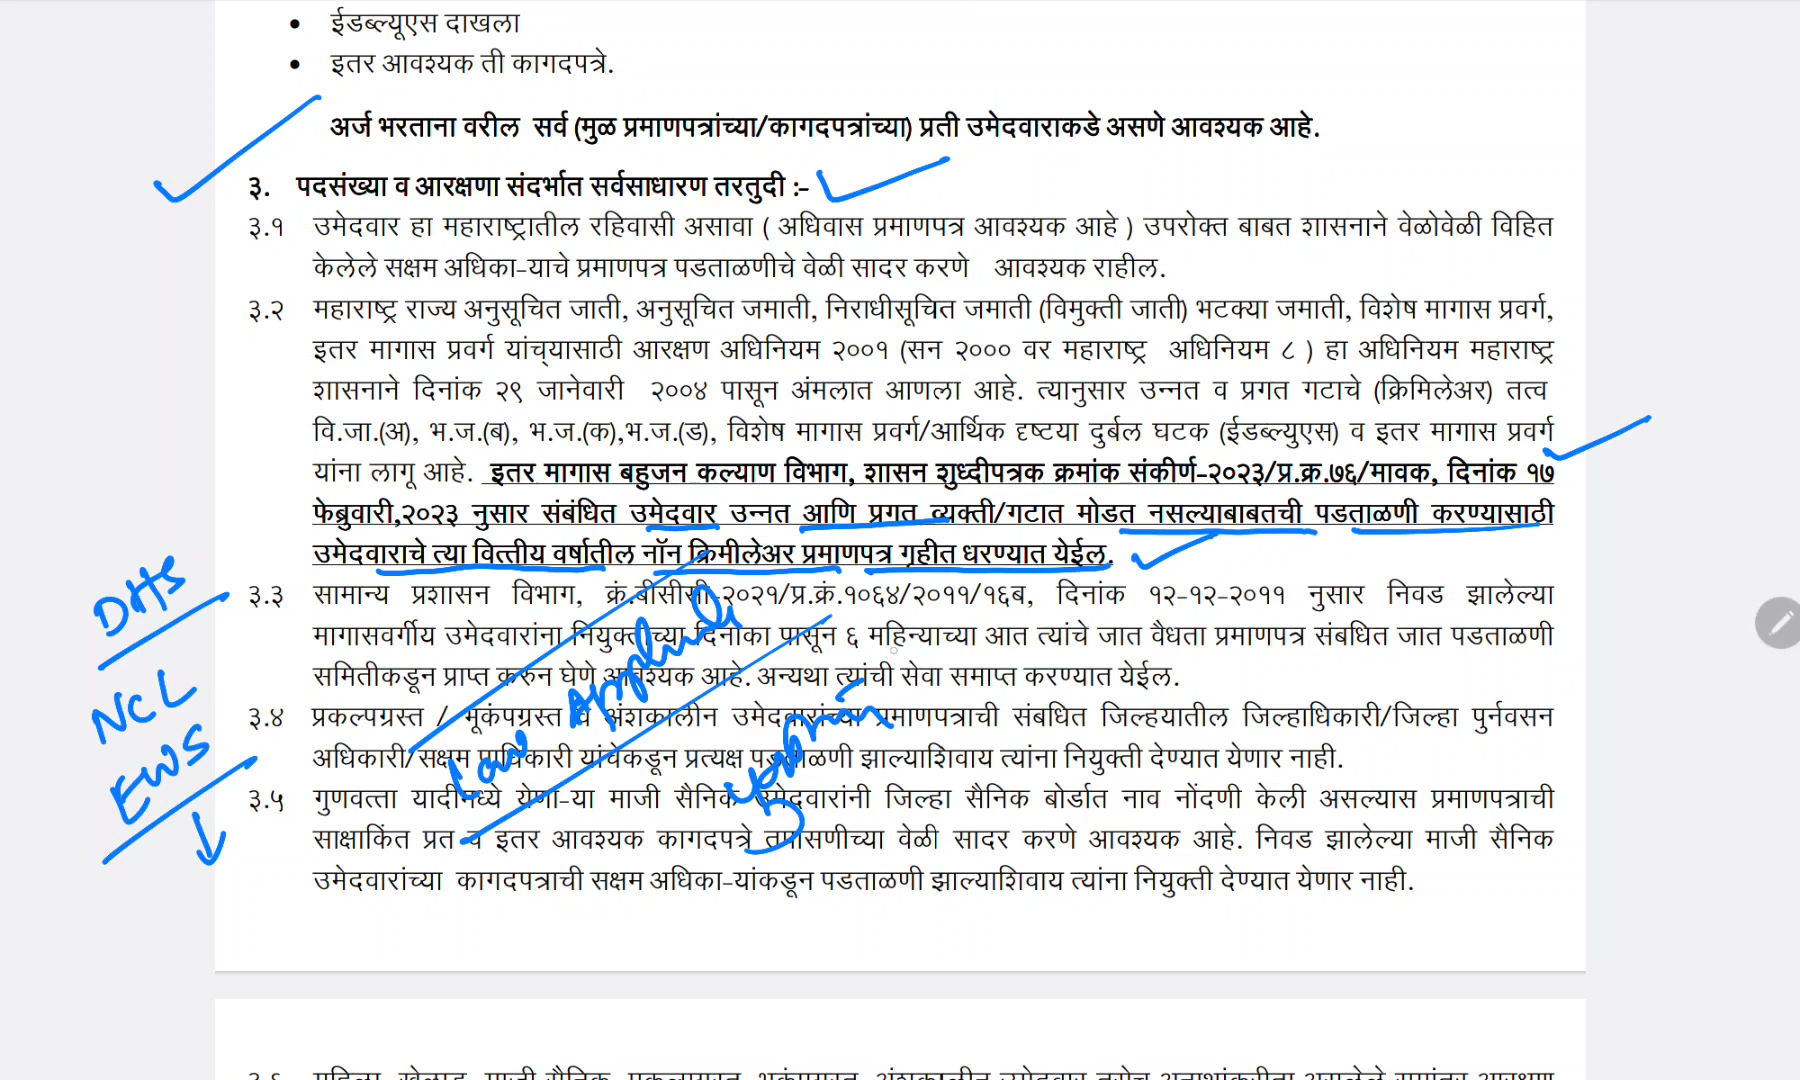 • ईडब्ल्यूएस दाखला
• इतर आवश्यक ती कागदपत्रे.
अर्ज भरताना वरील सर्व (मुळ प्रमाणपत्रांच्या/कागदपत्रांच्या) प्रती उमेदवाराकडे असणे आवश्यक आहे.
३. पदसंख्या व आरक्षणा संदर्भात सर्वसाधारण तरतुदी :-
३.१ उमेदवार हा महाराष्ट्रातील रहिवासी असावा ( अधिवास प्रमाणपत्र आवश्यक आहे ) उपरोक्त बाबत शासनाने वेळोवेळी विहित
केलेले सक्षम अधिका-याचे प्रमाणपत्र पडताळणीचे वेळी सादर करणे आवश्यक राहील.
३.२ महाराष्ट्र राज्य अनुसूचित जाती, अनुसूचित जमाती, निराधीसूचित जमाती (विमुक्ती जाती) भटक्या जमाती, विशेष मागास प्रवर्ग,
इतर मागास प्रवर्ग यांच्यासाठी आरक्षण अधिनियम २००१ (सन २००० वर महाराष्ट्र अधिनियम ८ ) हा अधिनियम महाराष्ट्र
शासनाने दिनांक २९ जानेवारी २००४ पासून अंमलात आणला आहे. त्यानुसार उन्नत व प्रगत गटाचे (क्रिमिलेअर) तत्व
वि.जा.(अ), भ.ज.(ब), भ.ज.(क),भ.ज.(ड), विशेष मागास प्रवर्ग/आर्थिक दृष्टया दुर्बल घटक (ईडब्ल्युएस) व इतर मागास प्रवर्ग
यांना लागू आहे. इतर मागास बहुजन कल्याण विभाग, शासन शुध्दीपत्रक क्रमांक संकीर्ण-२०२३/प्र.क्र.७६/मावक, दिनांक १७
फेब्रुवारी,२०२३ नुसार संबंधित उमेदवार उन्नत आणि प्रगत व्यक्ती/गटात मोडत नसल्याबाबतची पडताळणी करण्यासाठी
उमेदवाराचे त्या वित्तीय वर्षातील नॉन क्रिमीलेअर प्रमाणपत्र गृहीत धरण्यात येईल.
DHS
३.३ सामान्य प्रशासन विभाग, क्रं.बीसीसी-२०२१/प्र.क्रं.१०६४/२०११/१६ब, दिनांक १२-१२-२०११ नुसार निवड झालेल्या
मागासवर्गीय उमेदवारांना नियुक्तीच्या दिनांका पासून ६ महिन्याच्या आत त्यांचे जात वैधता प्रमाणपत्र संबधित जात पडताळणी
समितीकडून प्राप्त करुन घेणे आवश्यक आहे. अन्यथा त्यांची सेवा समाप्त करण्यात येईल.
NCL
३.४ प्रकल्पग्रस्त / भूकंपग्रस्त व अंशकालीन उमेदवारांच्या प्रमाणपत्राची संबधित जिल्हयातील जिल्हाधिकारी/जिल्हा पुर्नवसन
अधिकारी/सक्षम प्राधिकारी यांचेकडून प्रत्यक्ष पडताळणी झाल्याशिवाय त्यांना नियुक्ती देण्यात येणार नाही.
EWS
३.५ गुणवत्ता यादीमध्ये येणा-या माजी सैनिक उमेदवारांनी जिल्हा सैनिक बोर्डात नाव नोंदणी केली असल्यास प्रमाणपत्राची
साक्षाकिंत प्रत व इतर आवश्यक कागदपत्रे तपासणीच्या वेळी सादर करणे आवश्यक आहे. निवड झालेल्या माजी सैनिक
उमेदवारांच्या कागदपत्राची सक्षम अधिका-यांकडून पडताळणी झाल्याशिवाय त्यांना नियुक्ती देण्यात येणार नाही.